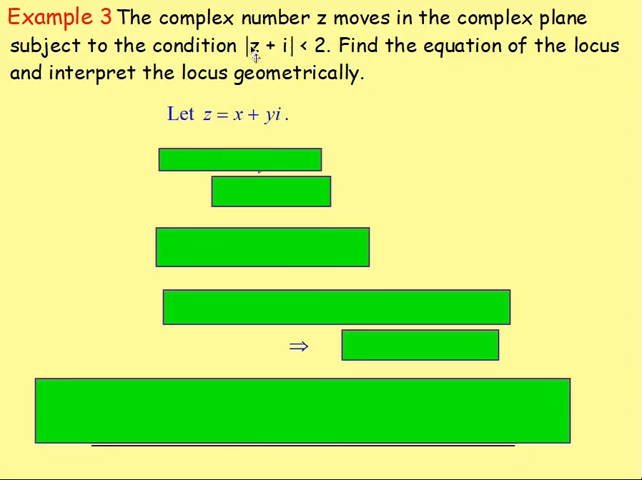 Example 3 The complex number z moves in the complex plane
subject to the condition |z + i| < 2. Find the equation of the locus
and interpret the locus geometrically.
Let z = x + yi.
⇒